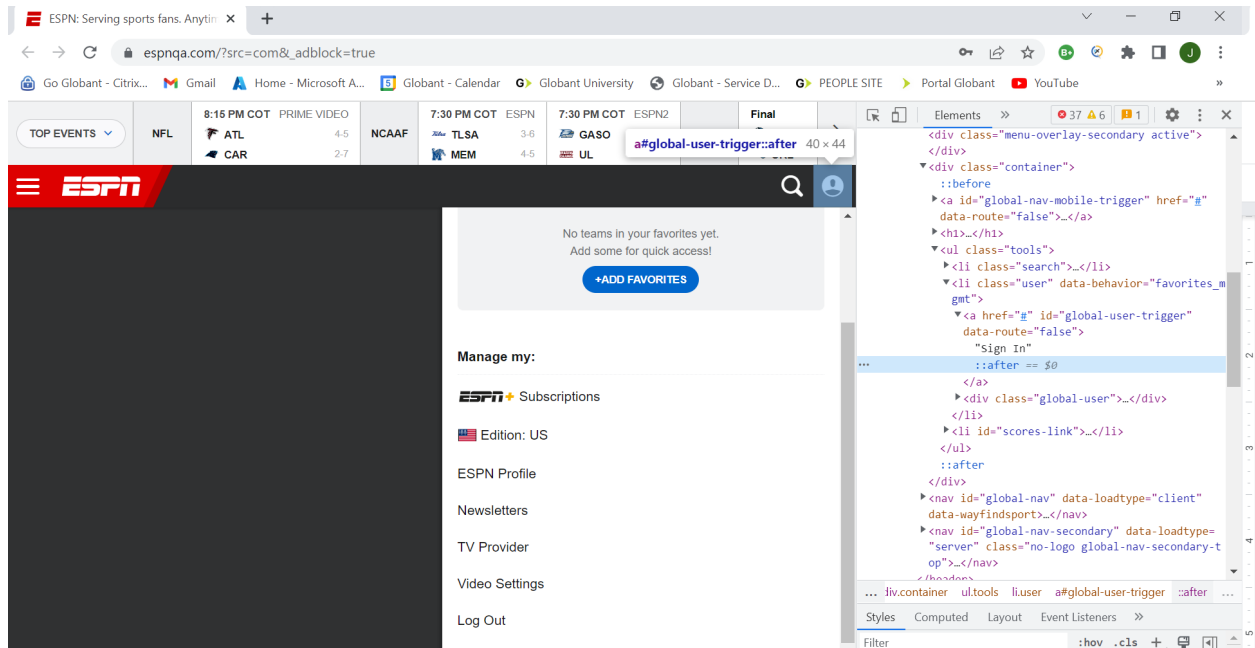 ESPN: Serving sports fans. Anytim
espnqa.com/?src=com&_adblock=true
Go Globant - Citrix... Gmail Home - Microsoft A... Globant - Calendar Globant University Globant - Service D... PEOPLE SITE Portal Globant YouTube »
8:15 PM COT PRIME VIDEO 7:30 PM COT ESPN 7:30 PM COT ESPN2 Final
TOP EVENTS NFL ATL 4-5 NCAAF TLSA 3-6 GASO
CAR 2-7 MEM 4-5 UL
a#global-user-trigger::after 40 × 44
ESPN
No teams in your favorites yet.
Add some for quick access!
+ADD FAVORITES
Manage my:
ESPN+ Subscriptions
Edition: US
ESPN Profile
Newsletters
TV Provider
Video Settings
Log Out
Elements » 37 6 1
<div class="menu-overlay-secondary active">
</div>
<div class="container">
::before
<a id="global-nav-mobile-trigger" href="#"
data-route="false">…</a>
<h1>…</h1>
<ul class="tools">
<li class="search">…</li>
<li class="user" data-behavior="favorites_m
gmt">
<a href="#" id="global-user-trigger"
data-route="false">
"Sign In"
::after == $0
</a>
<div class="global-user">…</div>
</li>
<li id="scores-link">…</li>
</ul>
::after
</div>
<nav id="global-nav" data-loadtype="client"
data-wayfindsport>…</nav>
<nav id="global-nav-secondary" data-loadtype=
"server" class="no-logo global-nav-secondary-t
op">…</nav>
</header>
... div.container ul.tools li.user a#global-user-trigger ::after ...
Styles Computed Layout Event Listeners »
Filter :hov .cls +
1
2
3
4
5